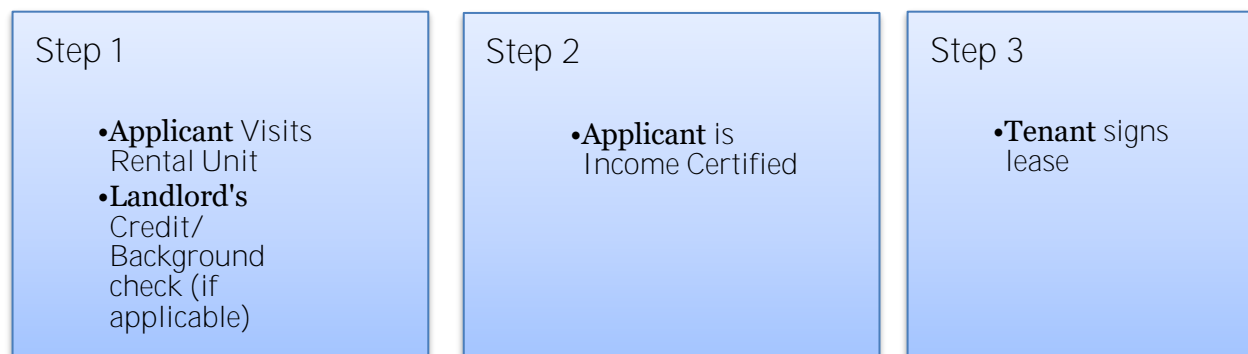 Step 1
•Applicant Visits
Rental Unit
•Landlord's
Credit/
Background
check (if
applicable)
Step 2
•Applicant is
Income Certified
Step 3
•Tenant signs
lease